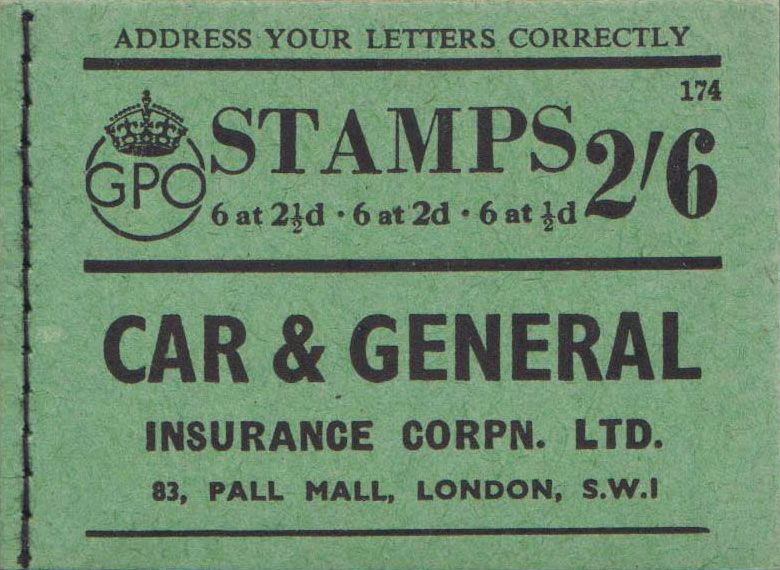 ADDRESS YOUR LETTERS CORRECTLY
174
GPO
STAMPS 2/6
6 at 2½d · 6 at 2d · 6 at ½d
CAR & GENERAL
INSURANCE CORPN. LTD.
83, PALL MALL, LONDON, S.W.I